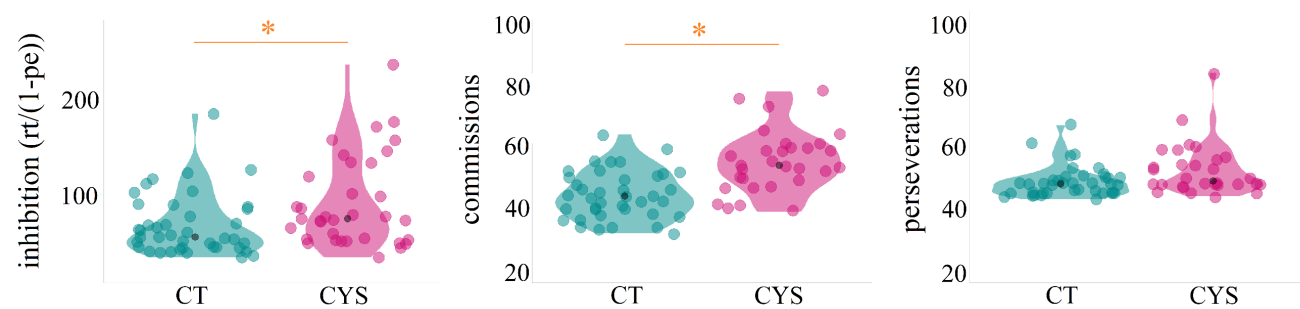 inhibition (rt/(1-pe))
200
100
*
CT
CYS
commissions
100
80
60
40
20
*
CT
CYS
perseverations
100
80
60
40
20
CT
CYS